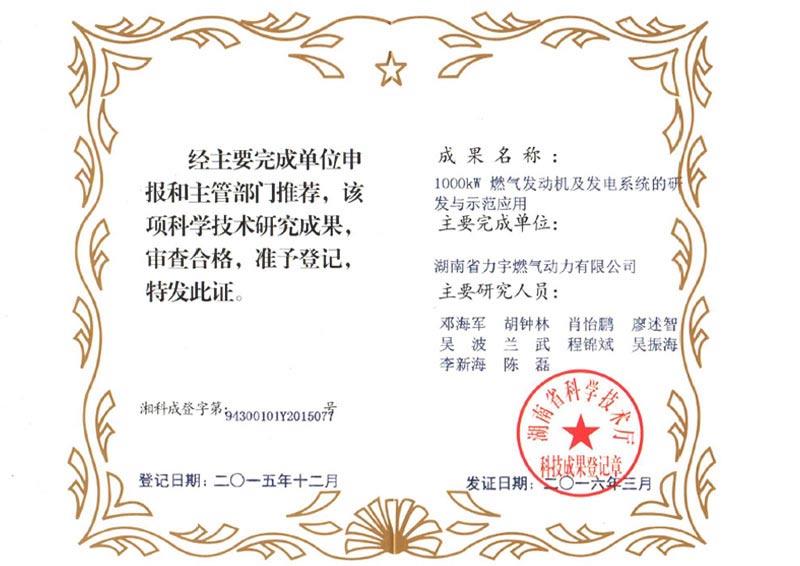 经主要完成单位申
报和主管部门推荐，该
项科学技术研究成果，
审查合格，准予登记，
特发此证。
湘科成登字第：94300101Y2015077号
登记日期：二〇一五年十二月
成果名称：
1000kW 燃气发动机及发电系统的研
发与示范应用
主要完成单位：
湖南省力宇燃气动力有限公司
主要研究人员：
邓海军 胡钟林 肖怡鹏 廖述智
吴 波 兰 武 程锦斌 吴振海
李新海 陈 磊
湖南省科学技术厅
科技成果登记章
发证日期：二〇一六年三月